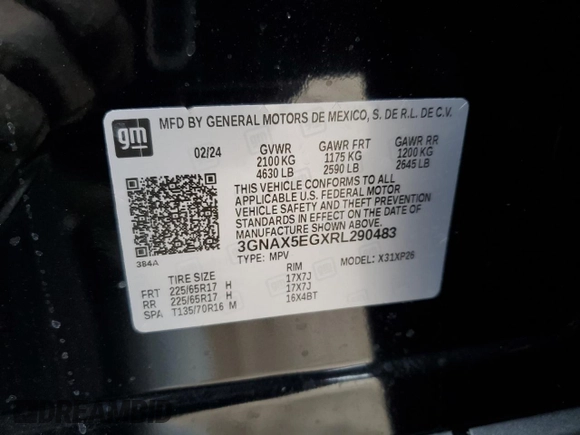 gm
MFD BY GENERAL MOTORS DE MEXICO, S. DE R.L. DE C.V.
02/24 GVWR GAWR FRT GAWR RR
2100 KG 1175 KG 1200 KG
4630 LB 2590 LB 2645 LB
THIS VEHICLE CONFORMS TO ALL
APPLICABLE U.S. FEDERAL MOTOR
VEHICLE SAFETY AND THEFT PREVENTION
STANDARDS IN EFFECT ON THE DATE OF
MANUFACTURE SHOWN ABOVE.
3GNAX5EGXRL290483
384A TYPE: MPV MODEL: X31XP26
TIRE SIZE RIM
FRT 225/65R17 H 17X7J
RR 225/65R17 H 17X7J
SPA T135/70R16 M 16X4BT
DREAMBID